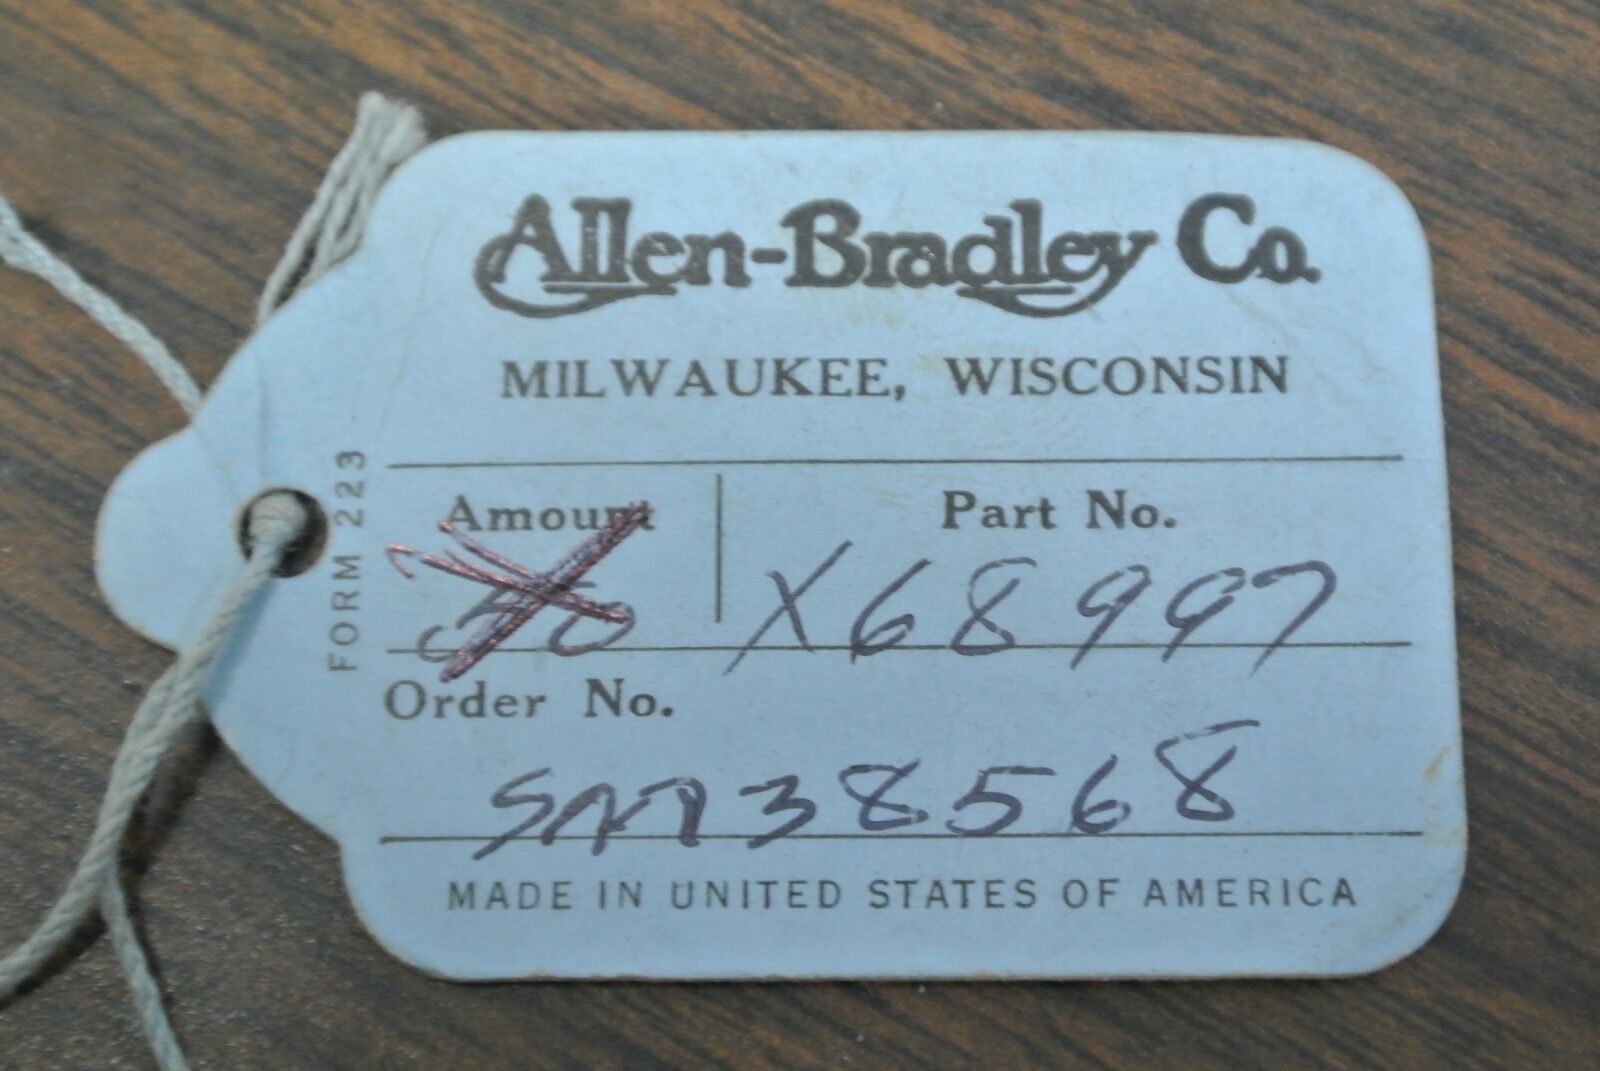 Allen-Bradley Co.
MILWAUKEE, WISCONSIN
FORM 223
Amount
Part No.
X68997
Order No.
38568
MADE IN UNITED STATES OF AMERICA